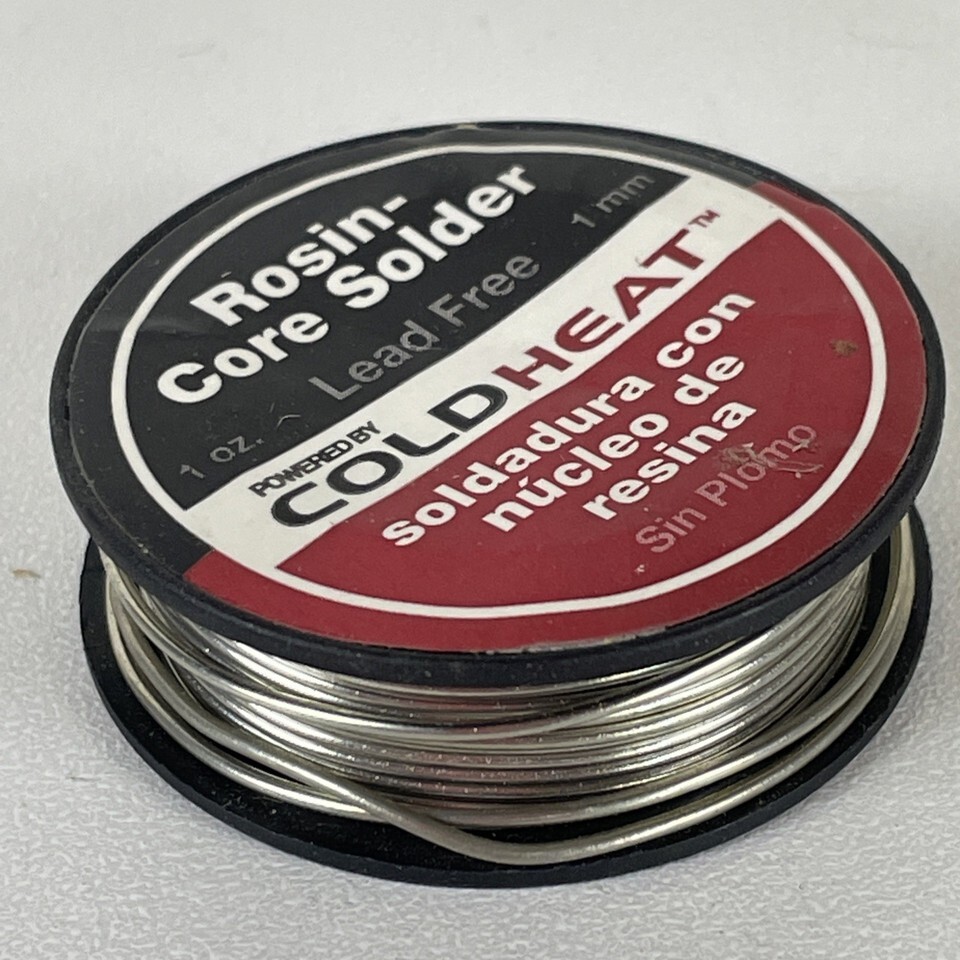 Rosin-
Core Solder
Lead Free
1 oz.
1 mm
POWERED BY
COLDHEAT™
soldadura con
núcleo de
resina
Sin Plomo